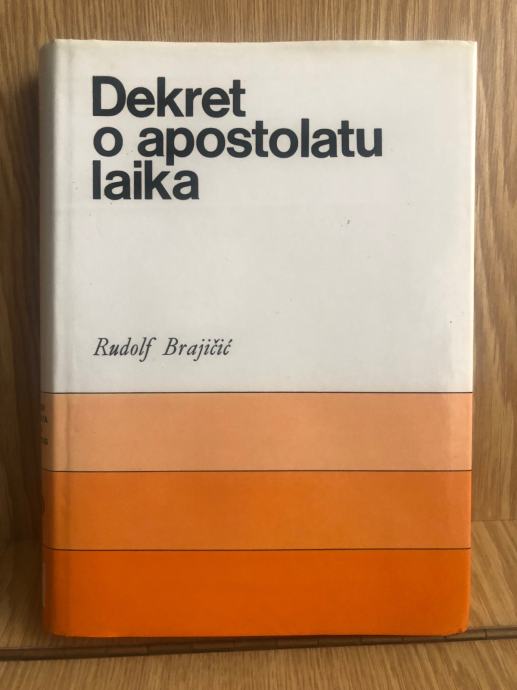 Dekret
o apostolatu
laika
Rudolf Brajičić